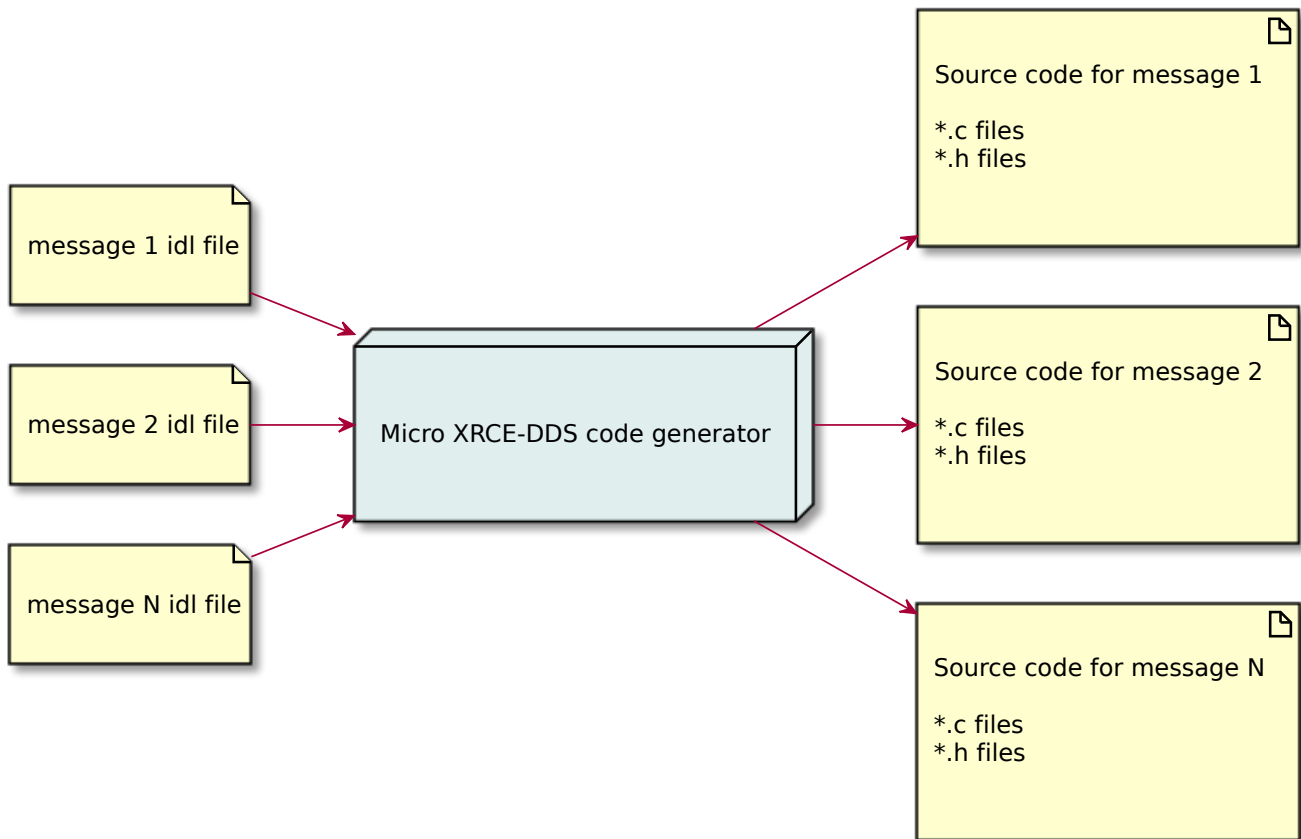 message 1 idl file
message 2 idl file
message N idl file
Micro XRCE-DDS code generator
Source code for message 1
*.c files
*.h files
Source code for message 2
*.c files
*.h files
Source code for message N
*.c files
*.h files